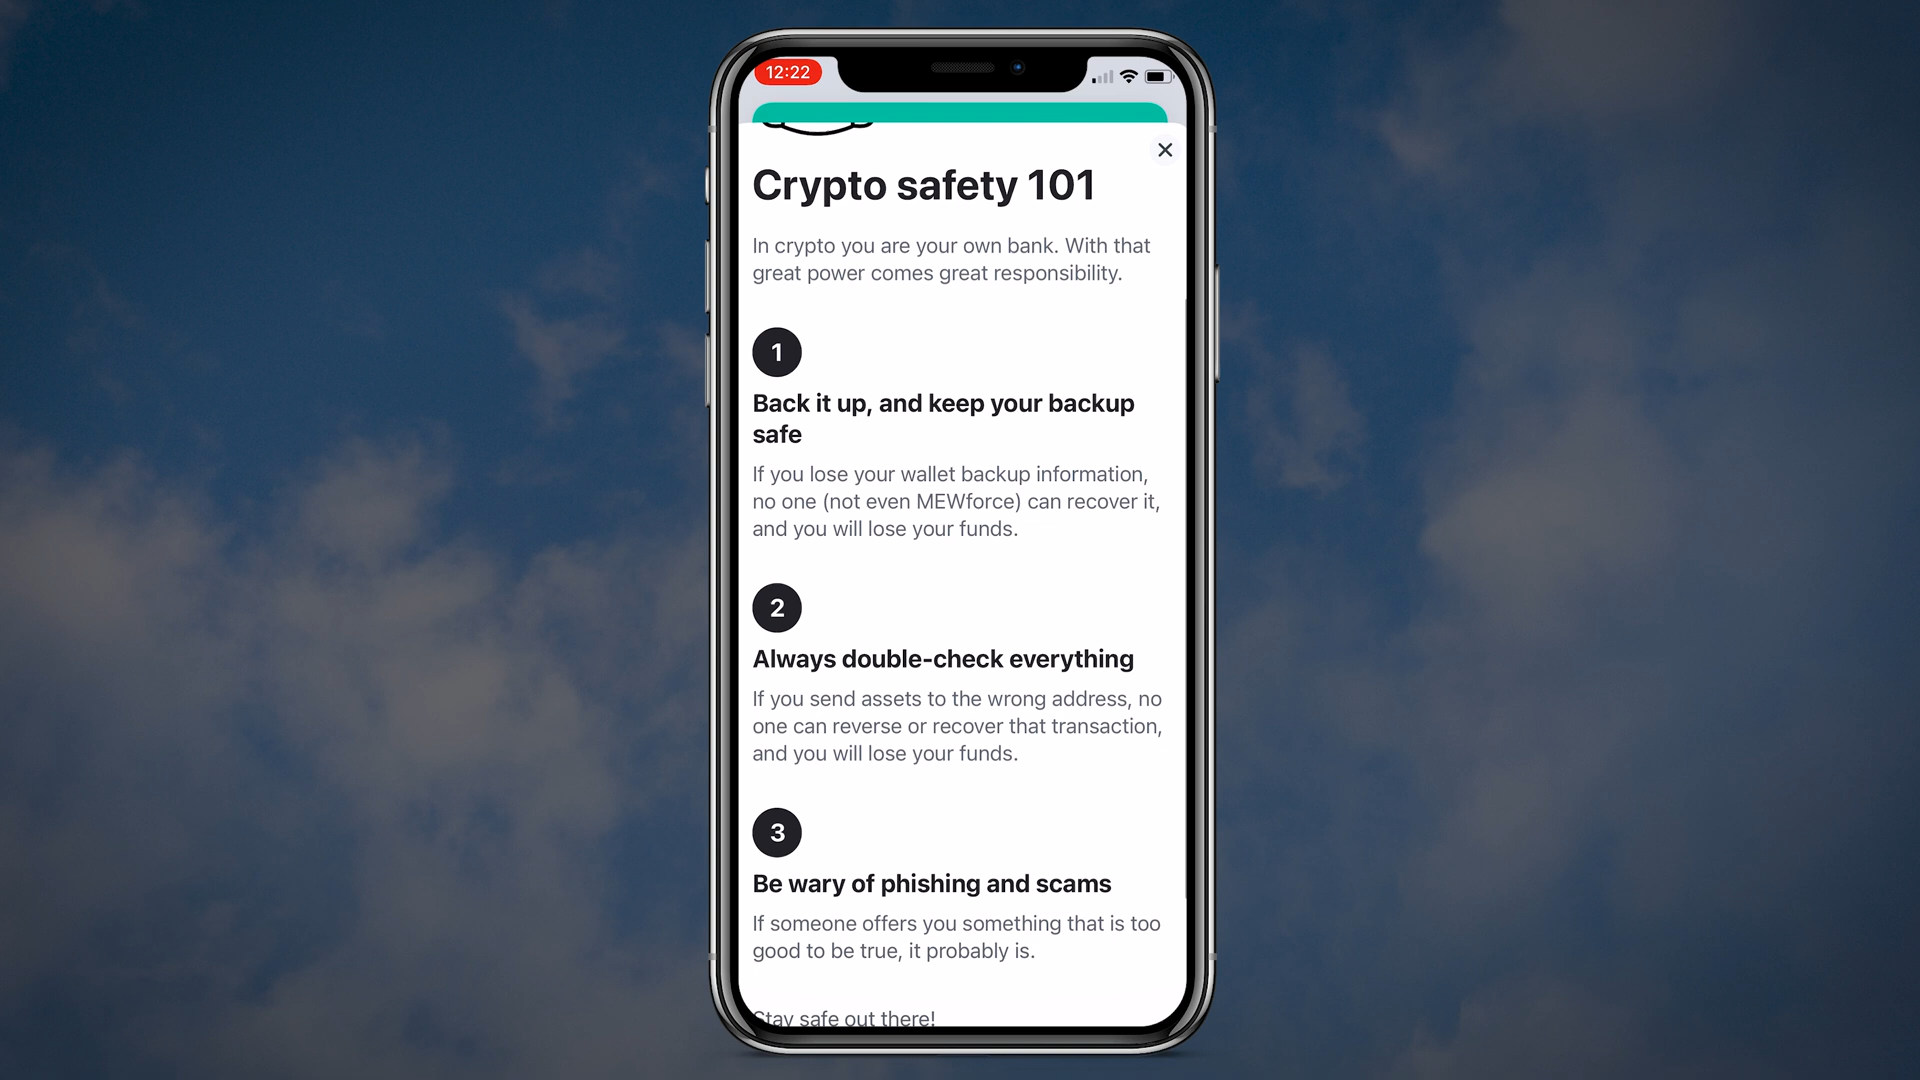 12:22
Crypto safety 101
In crypto you are your own bank. With that
great power comes great responsibility.
1
Back it up, and keep your backup
safe
If you lose your wallet backup information,
no one (not even MEWforce) can recover it,
and you will lose your funds.
2
Always double-check everything
If you send assets to the wrong address, no
one can reverse or recover that transaction,
and you will lose your funds.
3
Be wary of phishing and scams
If someone offers you something that is too
good to be true, it probably is.
Stay safe out there!